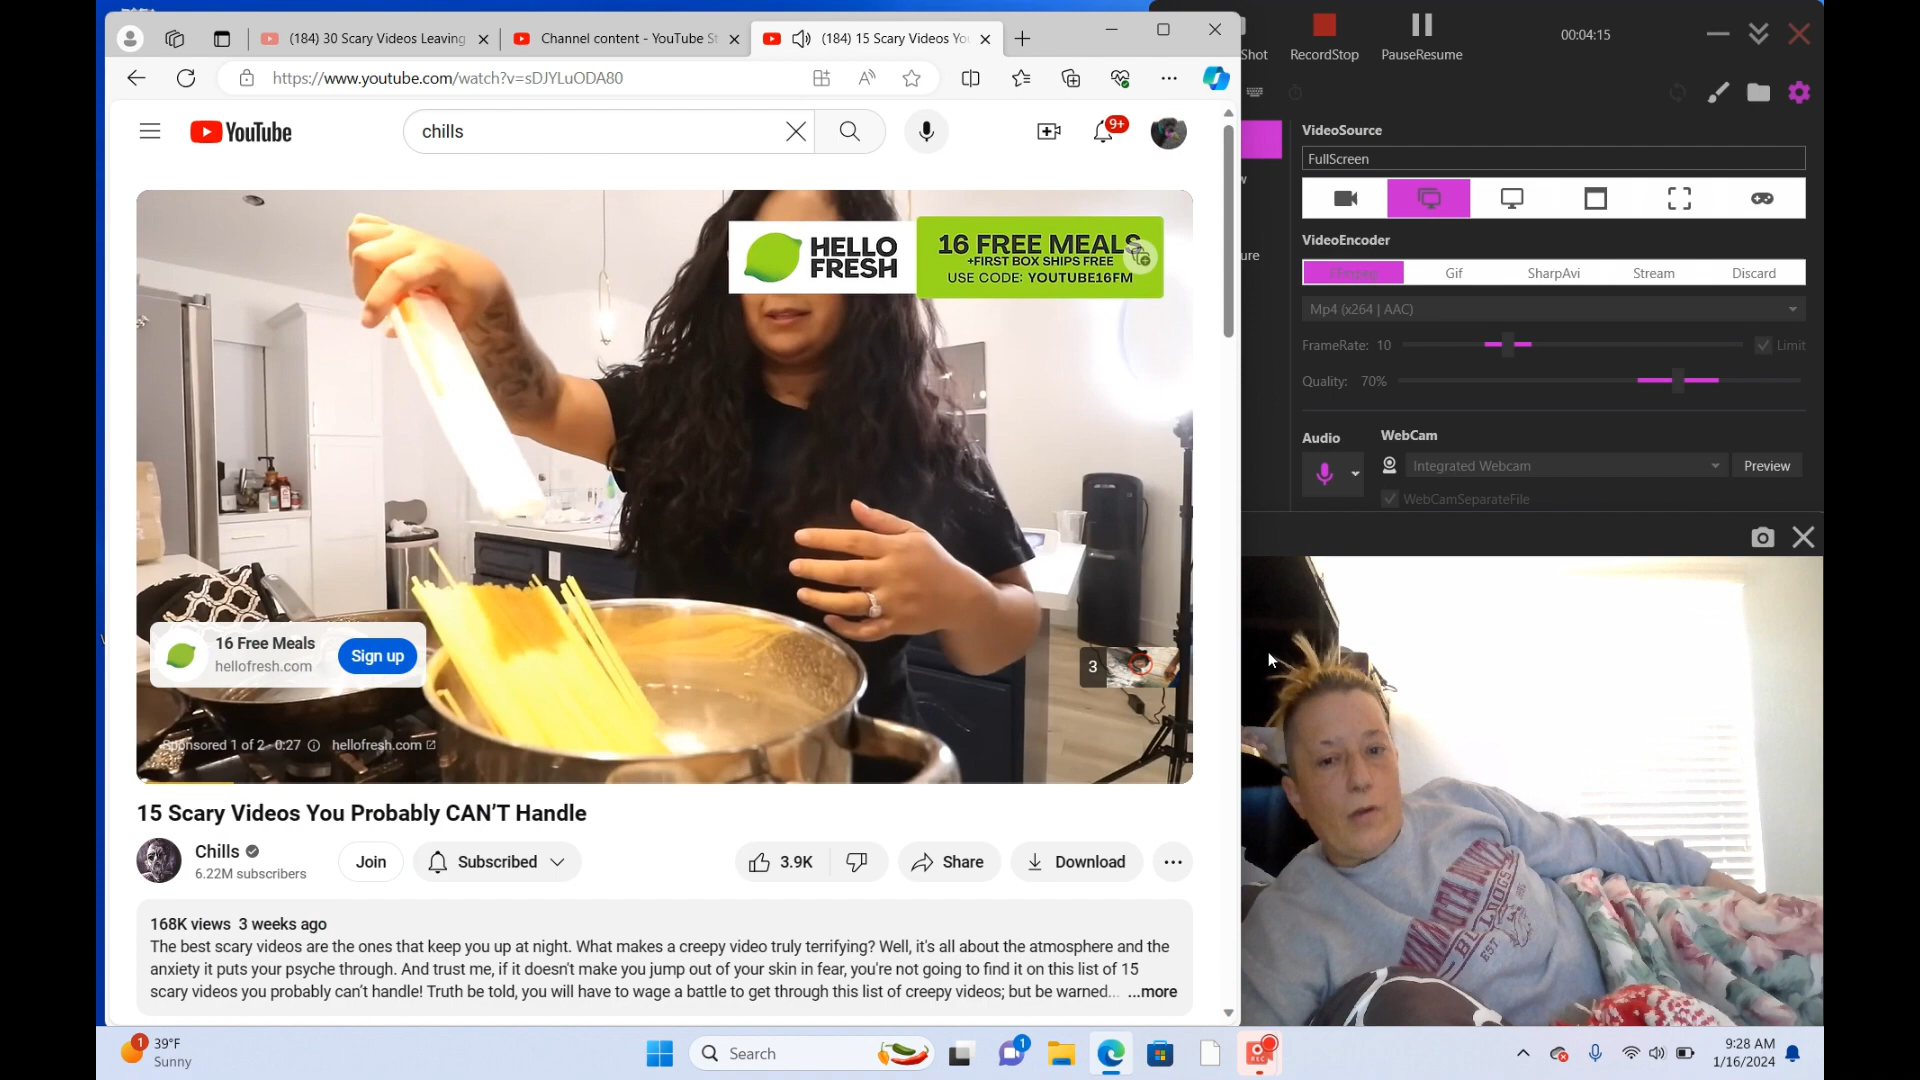 (184) 30 Scary Videos Leaving
Channel content - YouTube St
(184) 15 Scary Videos Yo
https://www.youtube.com/watch?v=sDJYLuODA80
YouTube
chills
9+
HELLO
FRESH
16 FREE MEALS
+FIRST BOX SHIPS FREE
USE CODE: YOUTUBE16FM
16 Free Meals
hellofresh.com
Sign up
3
Sponsored 1 of 2 · 0:27
hellofresh.com
15 Scary Videos You Probably CAN'T Handle
Chills
6.22M subscribers
Join
Subscribed
3.9K
Share
Download
168K views 3 weeks ago
The best scary videos are the ones that keep you up at night. What makes a creepy video truly terrifying? Well, it's all about the atmosphere and the
anxiety it puts your psyche through. And trust me, if it doesn't make you jump out of your skin in fear, you're not going to find it on this list of 15
scary videos you probably can't handle! Truth be told, you will have to wage a battle to get through this list of creepy videos; but be warned... ...more
Shot
RecordStop
PauseResume
00:04:15
VideoSource
FullScreen
w
ure
VideoEncoder
FFmpeg
Gif
SharpAvi
Stream
Discard
Mp4 (x264 | AAC)
FrameRate: 10
Limit
Quality: 70%
Audio
WebCam
Integrated Webcam
Preview
WebCamSeparateFile
BULLDOGS
EST
1
39°F
Sunny
Search
1
REC
9:28 AM
1/16/2024